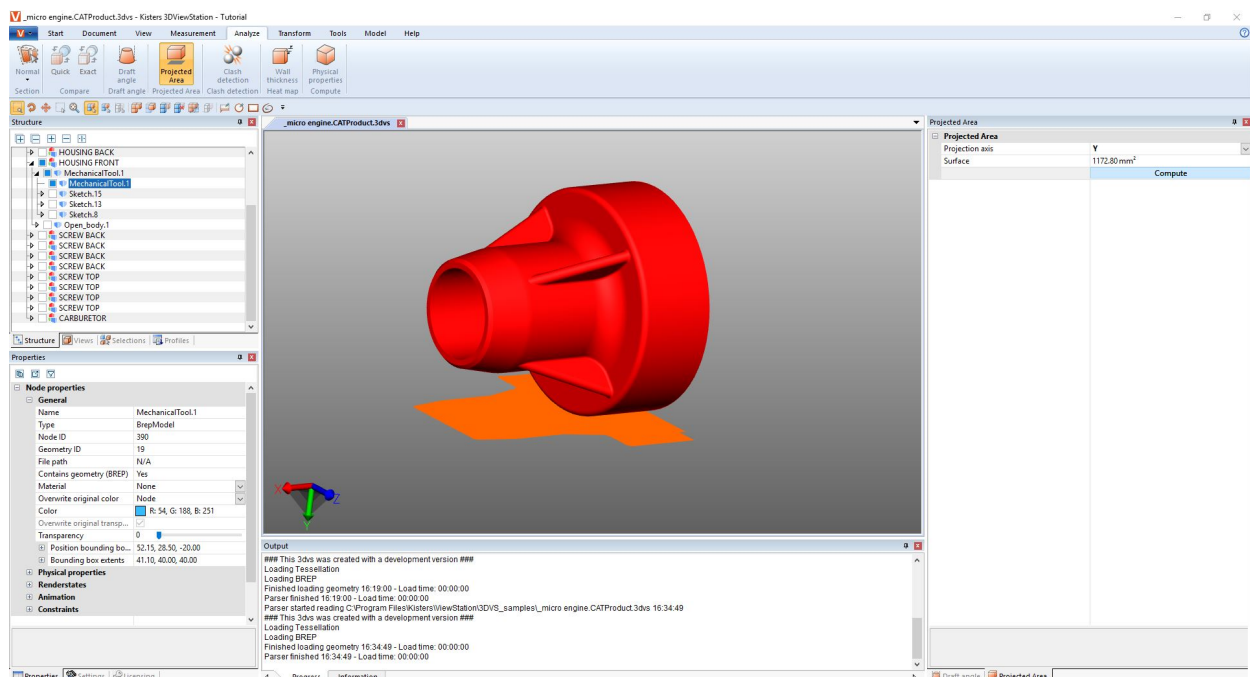 _micro engine.CATProduct.3dvs - Kisters 3DViewStation - Tutorial
V Start Document View Measurement Analyze Transform Tools Model Help
Normal Quick Exact Draft angle Projected Area Clash detection Wall thickness Physical properties
Section Compare Draft angle Projected Area Clash detection Heat map Compute
Structure
_micro engine.CATProduct.3dvs
HOUSING BACK
HOUSING FRONT
MechanicalTool.1
MechanicalTool.1
Sketch.15
Sketch.13
Sketch.8
Open_body.1
SCREW BACK
SCREW BACK
SCREW BACK
SCREW BACK
SCREW TOP
SCREW TOP
SCREW TOP
SCREW TOP
CARBURETOR
Structure Views Selections Profiles
Properties
Node properties
General
Name MechanicalTool.1
Type BrepModel
Node ID 390
Geometry ID 19
File path N/A
Contains geometry (BREP) Yes
Material None
Overwrite original color Node
Color R: 54, G: 188, B: 251
Overwrite original transp...
Transparency 0
Position bounding bo... 52.15, 28.50, -20.00
Bounding box extents 41.10, 40.00, 40.00
Physical properties
Renderstates
Animation
Constraints
Properties Settings Licensing
X Z
Y
Output
### This 3dvs was created with a development version ###
Loading Tessellation
Loading BREP
Finished loading geometry 16:19:00 - Load time: 00:00:00
Parser finished 16:19:00 - Load time: 00:00:00
Parser started reading C:\Program Files\Kisters\ViewStation\3DVS_samples\_micro engine.CATProduct.3dvs 16:34:49
### This 3dvs was created with a development version ###
Loading Tessellation
Loading BREP
Finished loading geometry 16:34:49 - Load time: 00:00:00
Parser finished 16:34:49 - Load time: 00:00:00
Progress Information
Projected Area
Projected Area
Projection axis Y
Surface 1172.80 mm²
Compute
Draft angle Projected Area